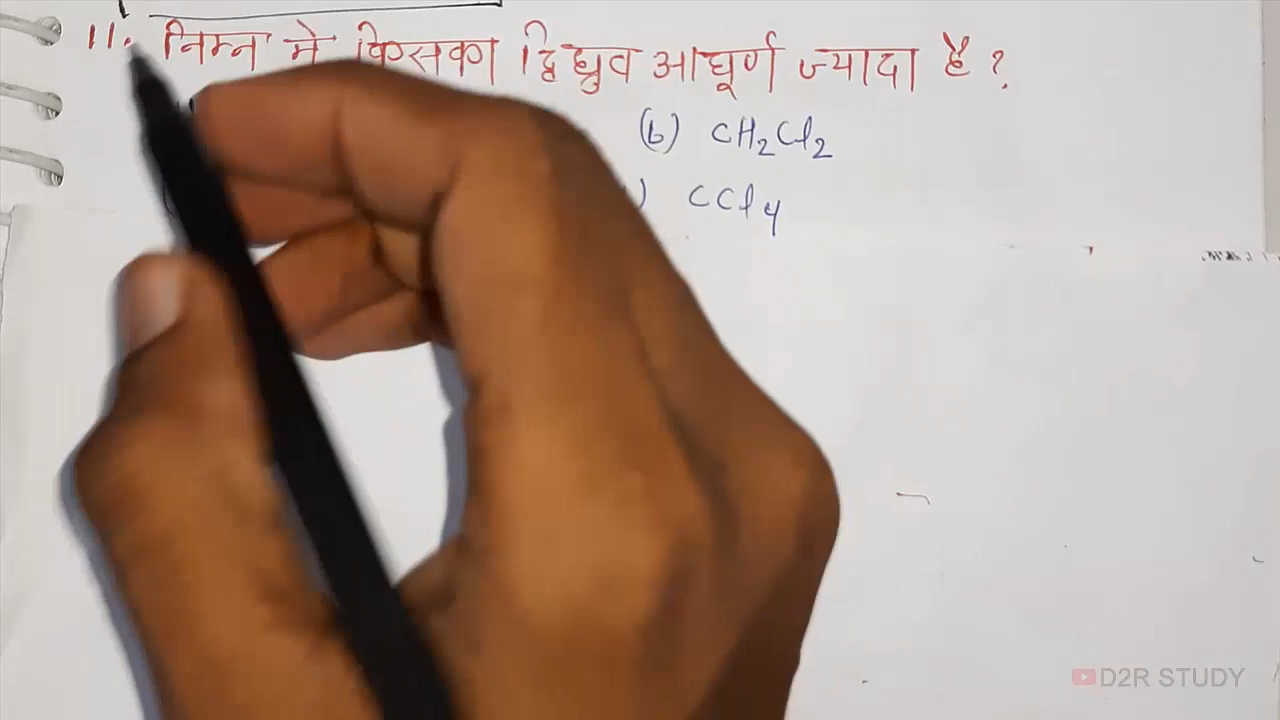 11. निम्न मे किसका द्विध्रुव आघूर्ण ज्यादा है ?
(b) CH₂Cl₂
) CCl₄
D2R STUDY